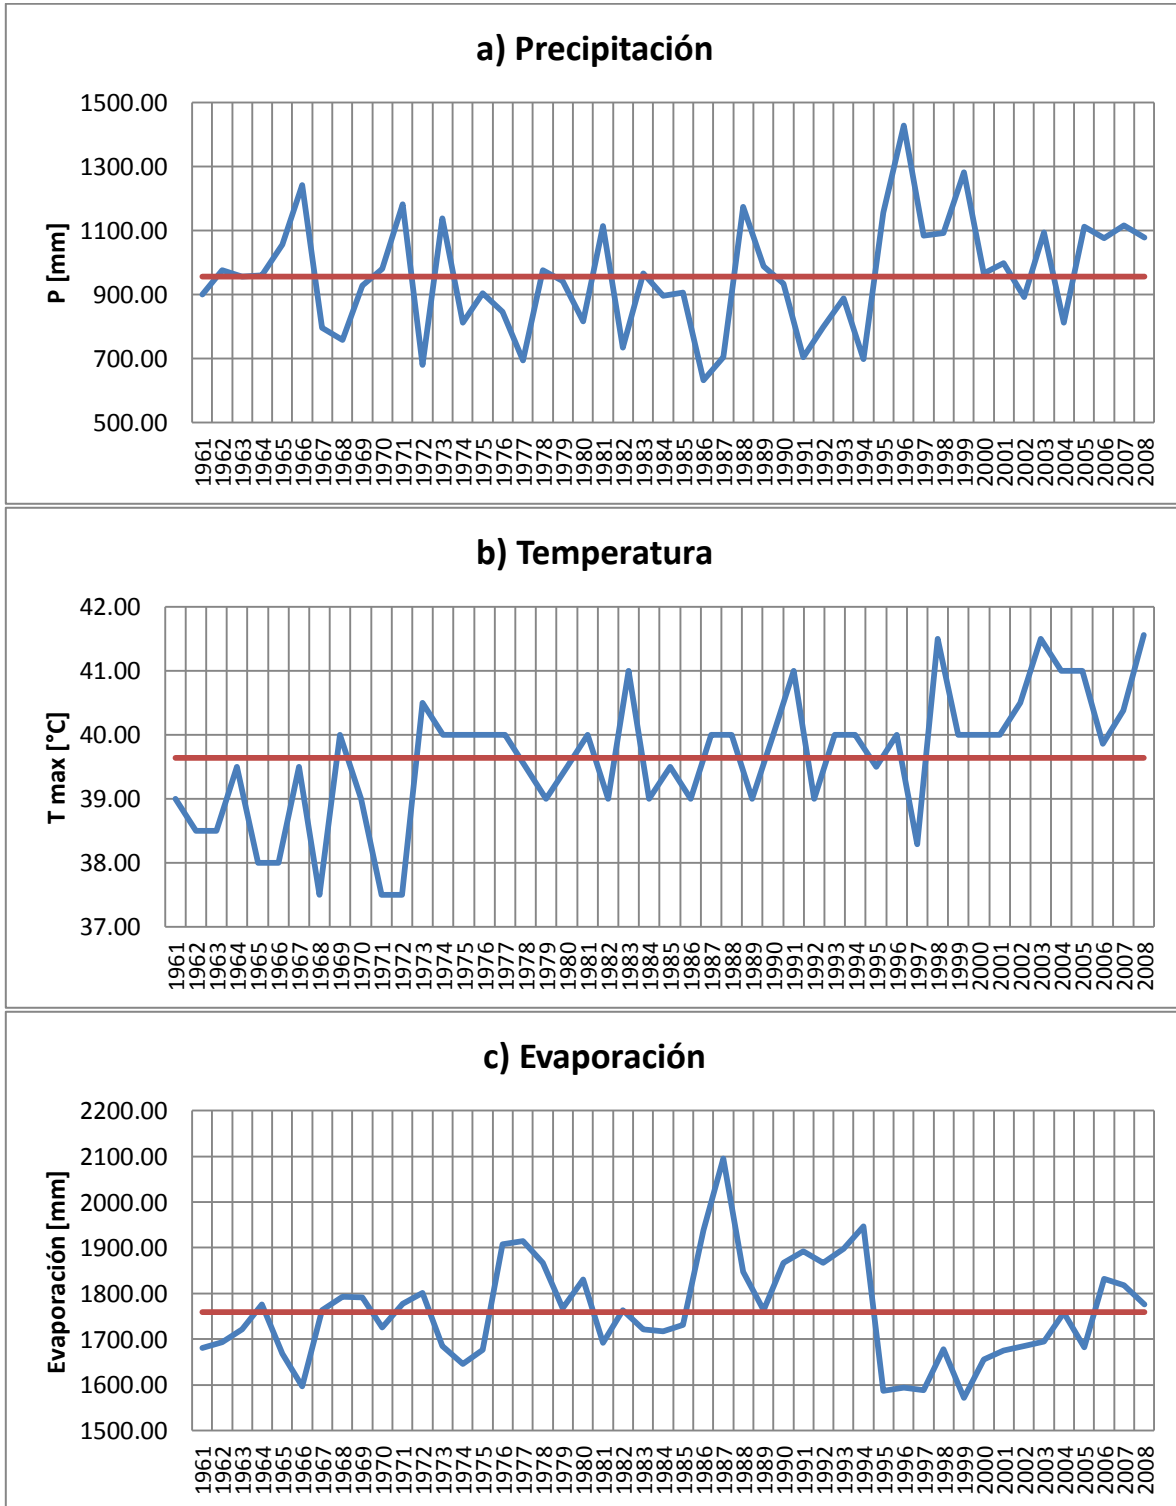 a) Precipitación
1500.00
1300.00
1100.00
900.00
700.00
500.00
P [mm]
1961 1962 1963 1964 1965 1966 1967 1968 1969 1970 1971 1972 1973 1974 1975 1976 1977 1978 1979 1980 1981 1982 1983 1984 1985 1986 1987 1988 1989 1990 1991 1992 1993 1994 1995 1996 1997 1998 1999 2000 2001 2002 2003 2004 2005 2006 2007 2008
b) Temperatura
42.00
41.00
40.00
39.00
38.00
37.00
T max [°C]
1961 1962 1963 1964 1965 1966 1967 1968 1969 1970 1971 1972 1973 1974 1975 1976 1977 1978 1979 1980 1981 1982 1983 1984 1985 1986 1987 1988 1989 1990 1991 1992 1993 1994 1995 1996 1997 1998 1999 2000 2001 2002 2003 2004 2005 2006 2007 2008
c) Evaporación
2200.00
2100.00
2000.00
1900.00
1800.00
1700.00
1600.00
1500.00
Evaporación [mm]
1961 1962 1963 1964 1965 1966 1967 1968 1969 1970 1971 1972 1973 1974 1975 1976 1977 1978 1979 1980 1981 1982 1983 1984 1985 1986 1987 1988 1989 1990 1991 1992 1993 1994 1995 1996 1997 1998 1999 2000 2001 2002 2003 2004 2005 2006 2007 2008